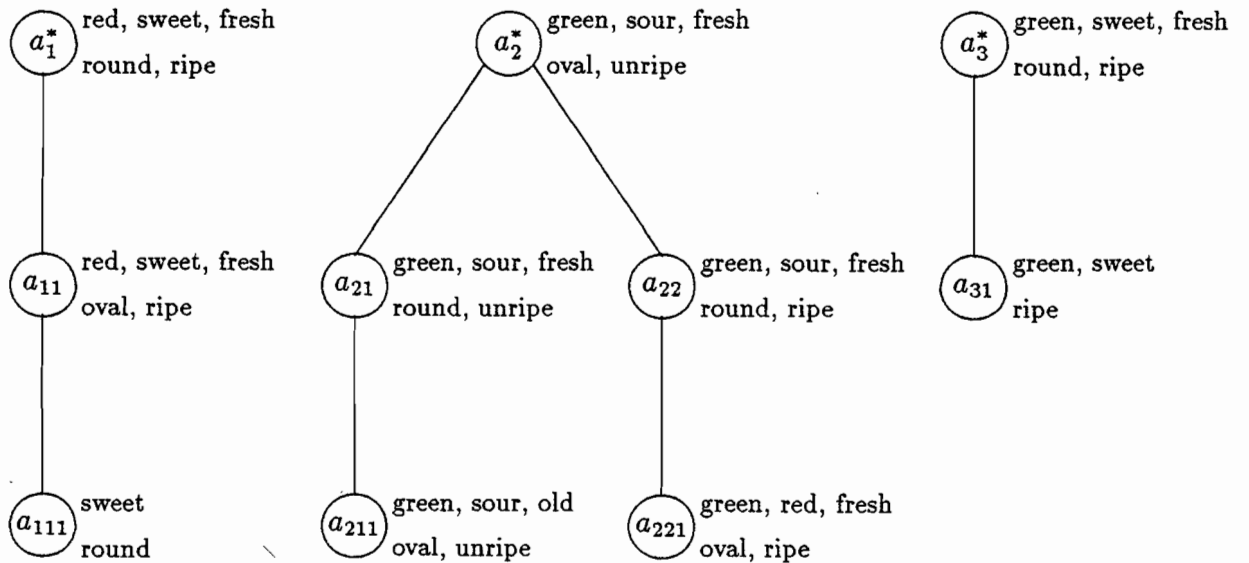 a₁* red, sweet, fresh
round, ripe
a₂* green, sour, fresh
oval, unripe
a₃* green, sweet, fresh
round, ripe
a₁₁ red, sweet, fresh
oval, ripe
a₂₁ green, sour, fresh
round, unripe
a₂₂ green, sour, fresh
round, ripe
a₃₁ green, sweet
ripe
a₁₁₁ sweet
round
a₂₁₁ green, sour, old
oval, unripe
a₂₂₁ green, red, fresh
oval, ripe